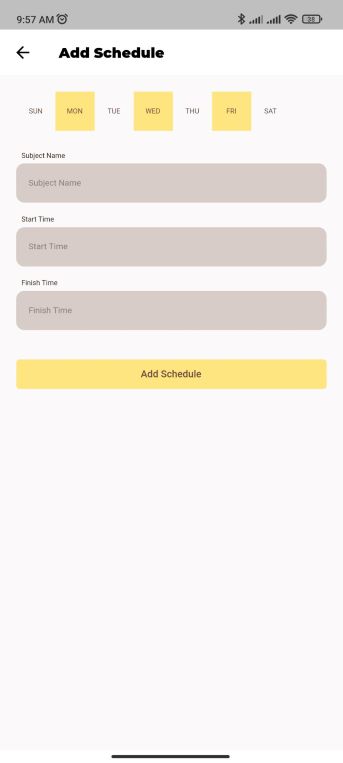 9:57 AM 38
Add Schedule
SUN MON TUE WED THU FRI SAT
Subject Name
Subject Name
Start Time
Start Time
Finish Time
Finish Time
Add Schedule